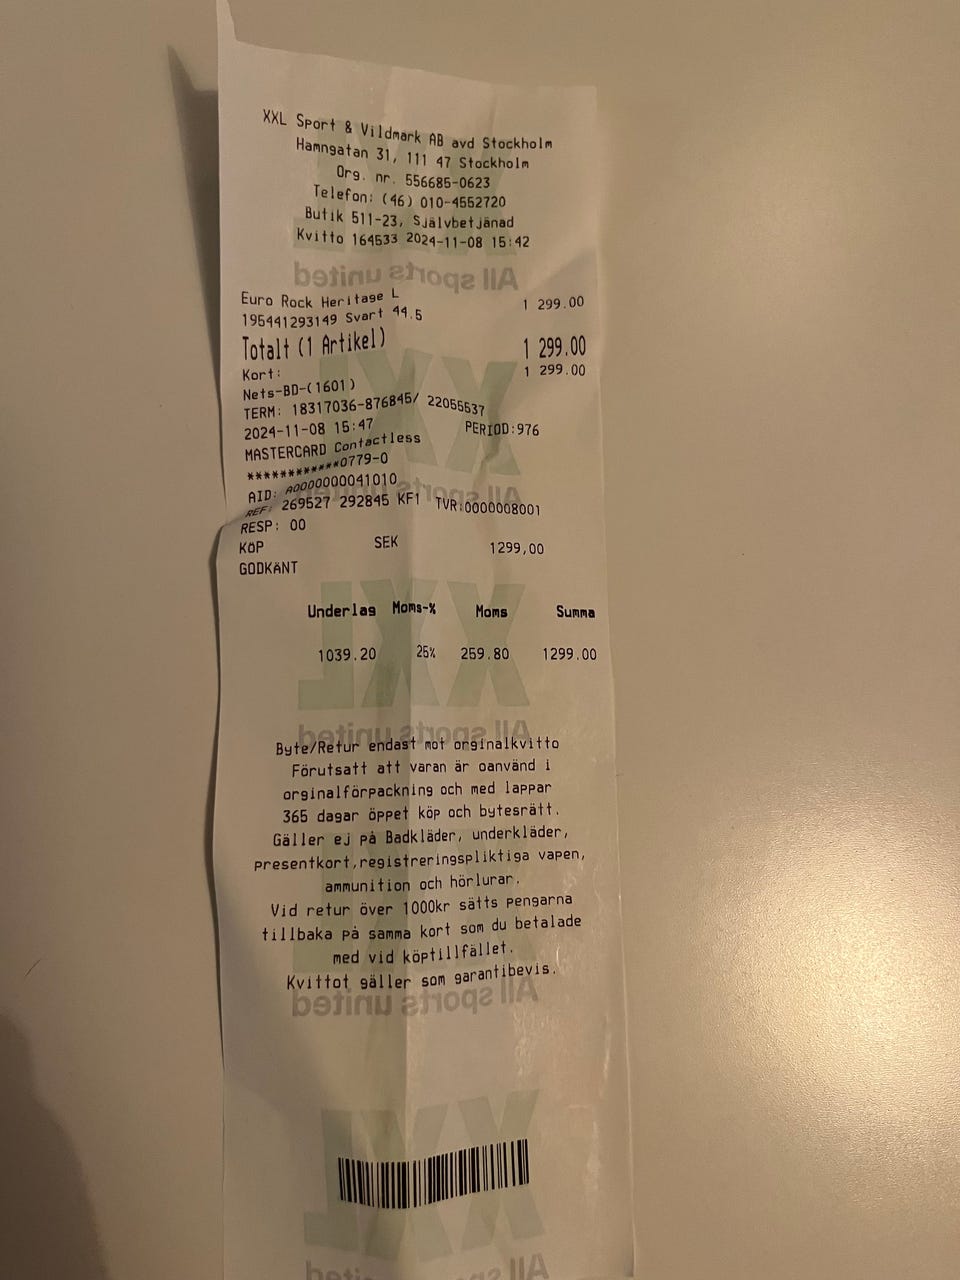 XXL Sport & Vildmark AB avd Stockholm
Hamngatan 31, 111 47 Stockholm
Org. nr. 556685-0623
Telefon: (46) 010-4552720
Butik 511-23, Självbetjänad
Kvitto 164533 2024-11-08 15:42
All sports united
Euro Rock Heritage L 1 299.00
195441293149 Svart 44.5
Totalt (1 Artikel) 1 299.00
Kort: 1 299.00
Nets-BD-(1601)
TERM: 18317036-876845/ 22055537
2024-11-08 15:47 PERIOD:976
MASTERCARD Contactless
************0779-0
AID: A0000000041010
REF: 269527 292845 KF1 TVR:0000008001
RESP: 00
KÖP SEK 1299,00
GODKÄNT
XXL
Underlag Moms-% Moms Summa
1039.20 25% 259.80 1299.00
All sports united
Byte/Retur endast mot orginalkvitto
Förutsatt att varan är oanvänd i
orginalförpackning och med lappar
365 dagar öppet köp och bytesrätt.
Gäller ej på Badkläder, underkläder,
presentkort,registreringspliktiga vapen,
ammunition och hörlurar.
Vid retur över 1000kr sätts pengarna
tillbaka på samma kort som du betalade
med vid köptillfället.
Kvittot gäller som garantibevis.
All sports united
XXL
All sports united